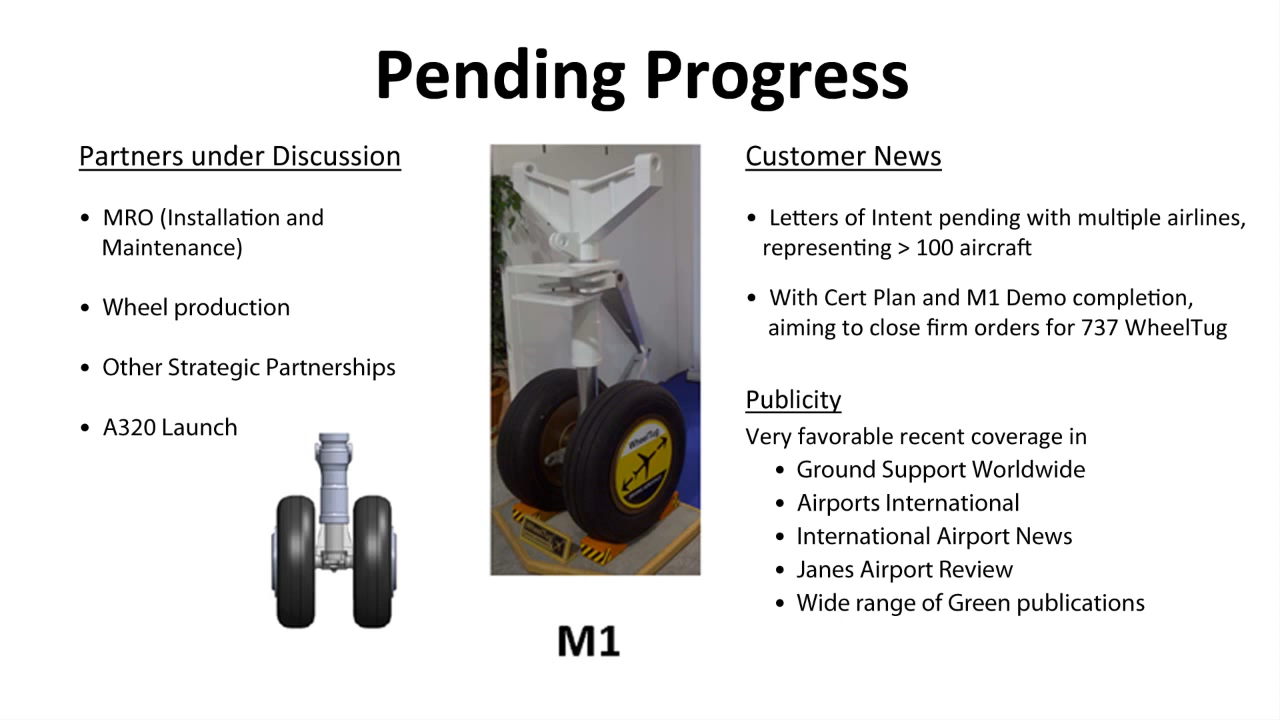 Pending Progress
Partners under Discussion
• MRO (Installation and
Maintenance)
• Wheel production
• Other Strategic Partnerships
• A320 Launch
WheelTug
WheelTug
M1
Customer News
• Letters of Intent pending with multiple airlines,
representing > 100 aircraft
• With Cert Plan and M1 Demo completion,
aiming to close firm orders for 737 WheelTug
Publicity
Very favorable recent coverage in
• Ground Support Worldwide
• Airports International
• International Airport News
• Janes Airport Review
• Wide range of Green publications